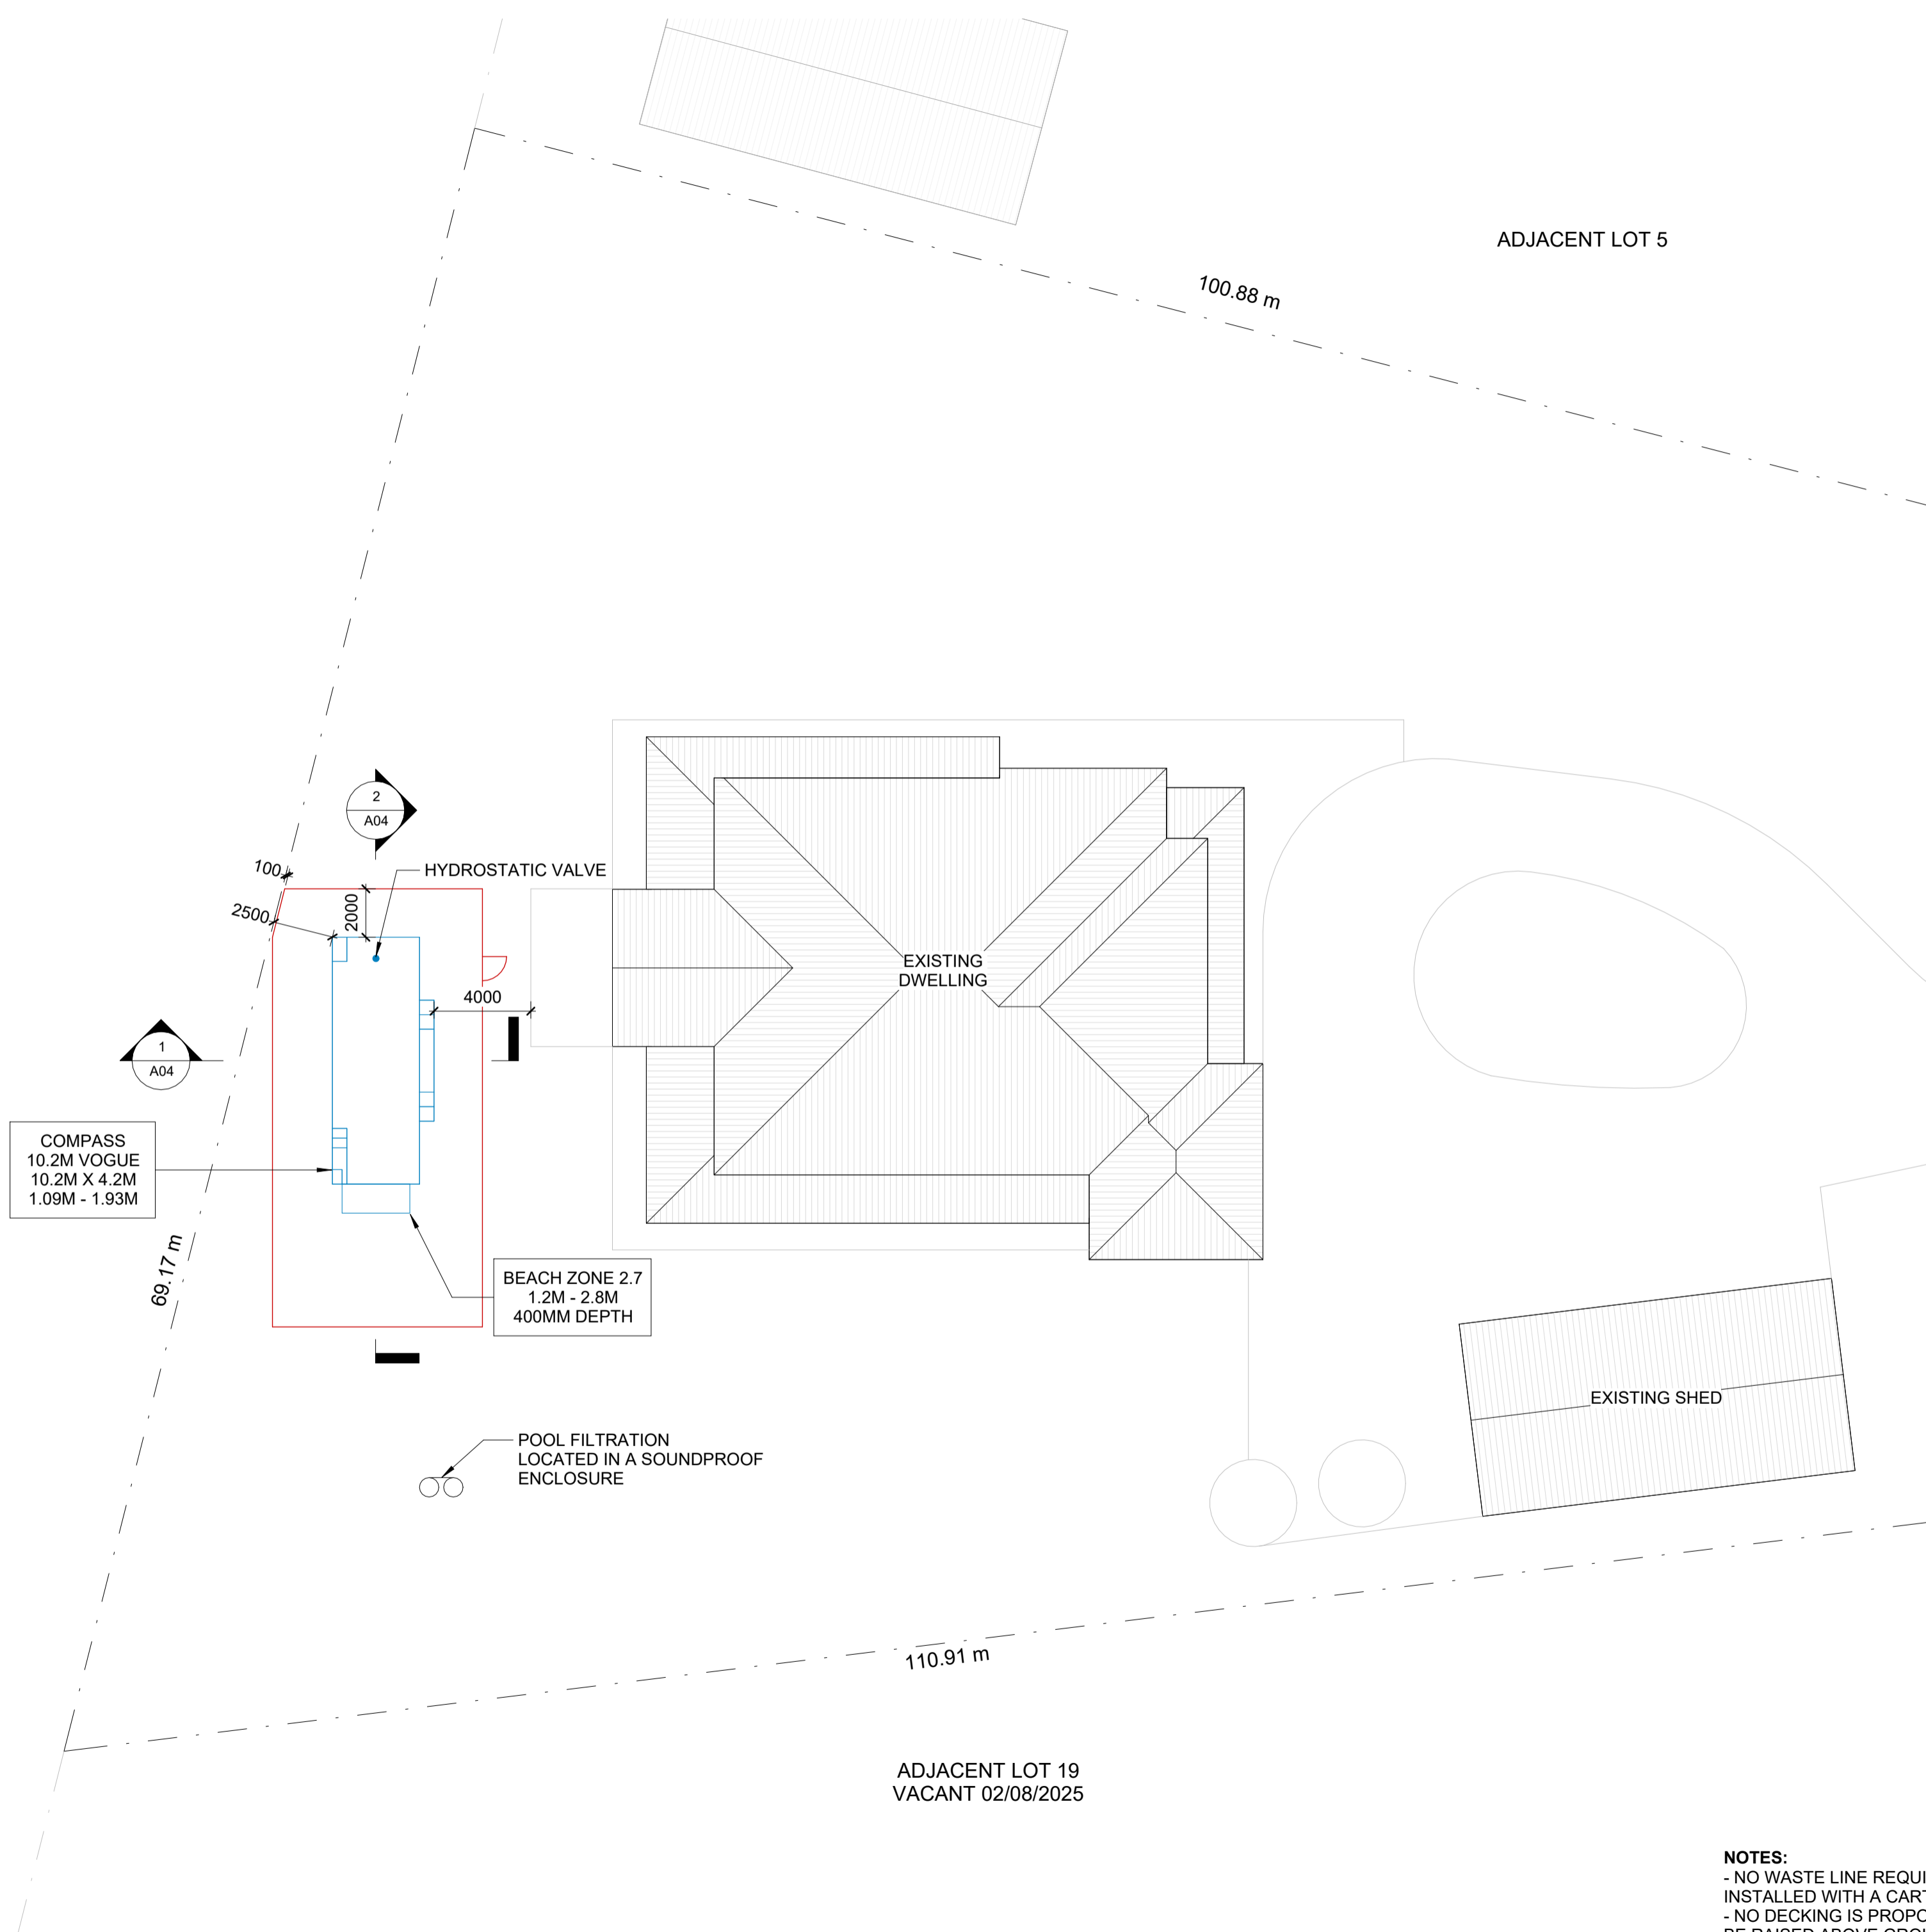 ADJACENT LOT 5
100.88 m
2
A04
100
HYDROSTATIC VALVE
2500
2000
4000
EXISTING
DWELLING
1
A04
COMPASS
10.2M VOGUE
10.2M X 4.2M
1.09M - 1.93M
69.17 m
BEACH ZONE 2.7
1.2M - 2.8M
400MM DEPTH
EXISTING SHED
POOL FILTRATION
LOCATED IN A SOUNDPROOF
ENCLOSURE
110.91 m
ADJACENT LOT 19
VACANT 02/08/2025
NOTES:
- NO WASTE LINE
INSTALLED WITH A
- NO DECKING IS